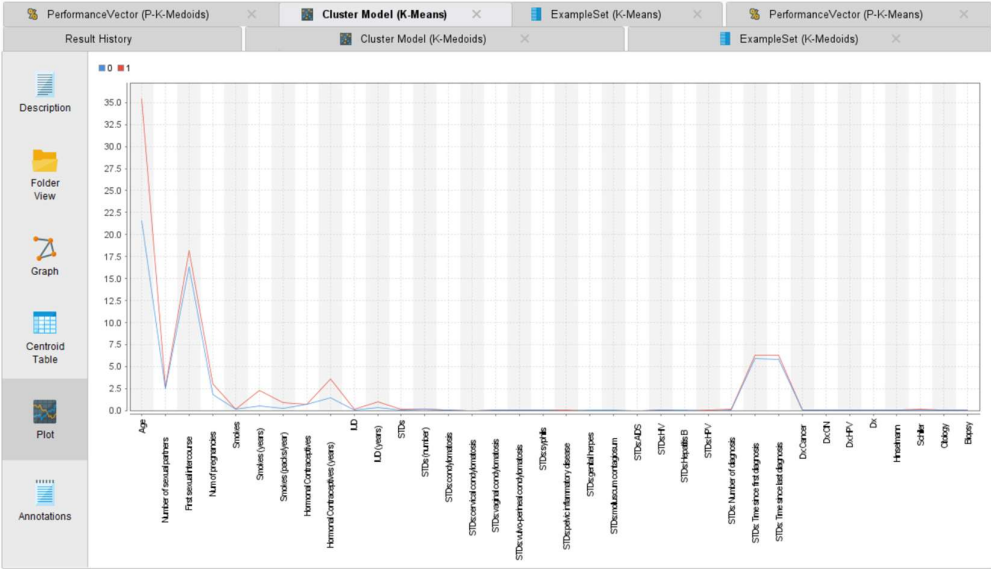 PerformanceVector (P-K-Medoids)
Cluster Model (K-Means)
ExampleSet (K-Means)
PerformanceVector (P-K-Means)
Result History
Cluster Model (K-Medoids)
ExampleSet (K-Medoids)
Description
Folder
View
Graph
Centroid
Table
Plot
Annotations
0 1
35.0
32.5
30.0
27.5
25.0
22.5
20.0
17.5
15.0
12.5
10.0
7.5
5.0
2.5
0.0
Age
Number of sexual partners
First sexual intercourse
Num of pregnancies
Smokes
Smokes (years)
Smokes (packs/year)
Hormonal Contraceptives
Hormonal Contraceptives (years)
IUD
IUD (years)
STDs
STDs (number)
STDs:condylomatosis
STDs:cervical condylomatosis
STDs:vaginal condylomatosis
STDs:vulvo-perineal condylomatosis
STDs:syphilis
STDs:pelvic inflammatory disease
STDs:genital herpes
STDs:molluscum contagiosum
STDs:AIDS
STDs:HIV
STDs:Hepatitis B
STDs:HPV
STDs: Number of diagnosis
STDs: Time since first diagnosis
STDs: Time since last diagnosis
Dx:Cancer
Dx:CIN
Dx:HPV
Dx
Hinselmann
Schiller
Citology
Biopsy